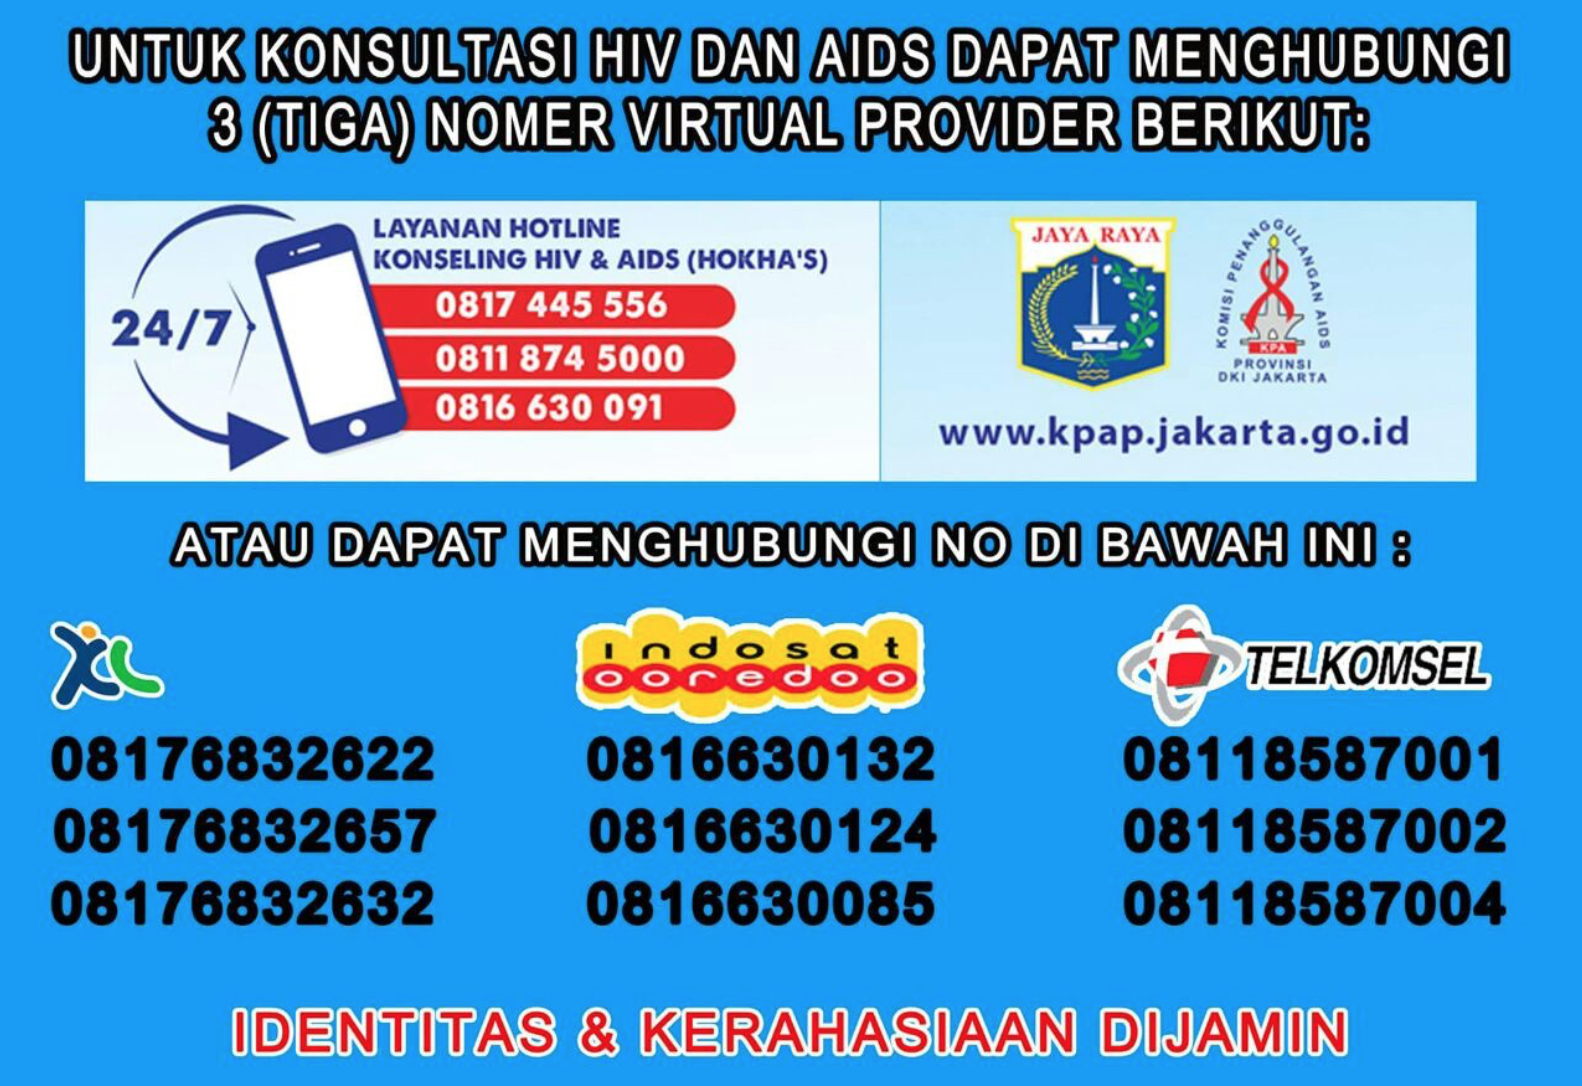 UNTUK KONSULTASI HIV DAN AIDS DAPAT MENGHUBUNGI
3 (TIGA) NOMER VIRTUAL PROVIDER BERIKUT:
24/7
LAYANAN HOTLINE
KONSELING HIV & AIDS (HOKHA'S)
0817 445 556
0811 874 5000
0816 630 091
JAYA RAYA
KOMISI PENANGGULANGAN AIDS
KPA
PROVINSI
DKI JAKARTA
www.kpap.jakarta.go.id
ATAU DAPAT MENGHUBUNGI NO DI BAWAH INI :
XL
indosat
ooredoo
TELKOMSEL
08176832622 0816630132 08118587001
08176832657 0816630124 08118587002
08176832632 0816630085 08118587004
IDENTITAS & KERAHASIAAN DIJAMIN